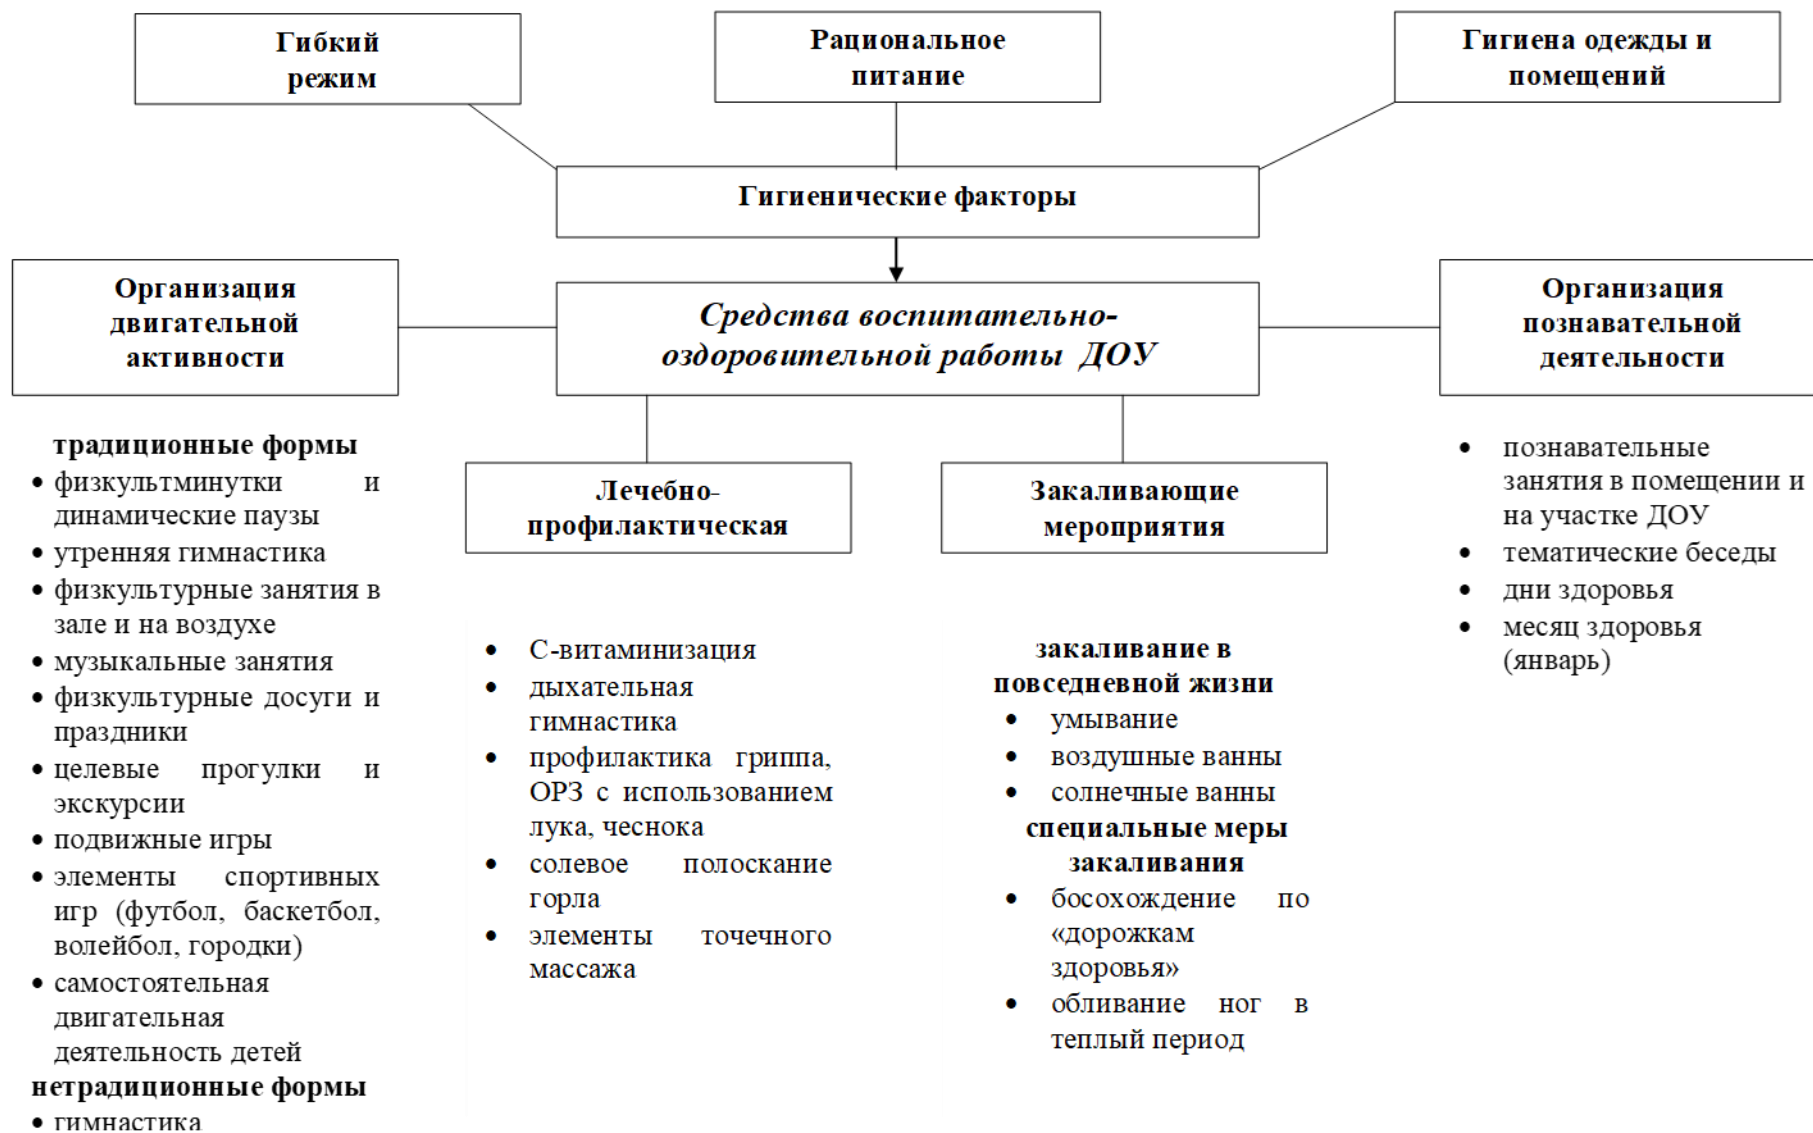 Гибкий
режим
Рациональное
питание
Гигиена одежды и
помещений
Гигиенические факторы
Организация
двигательной
активности
Средства воспитательно-
оздоровительной работы ДОУ
Организация
познавательной
деятельности
традиционные формы
• физкультминутки и
динамические паузы
• утренняя гимнастика
• физкультурные занятия в
зале и на воздухе
• музыкальные занятия
• физкультурные досуги и
праздники
• целевые прогулки и
экскурсии
• подвижные игры
• элементы спортивных
игр (футбол, баскетбол,
волейбол, городки)
• самостоятельная
двигательная
деятельность детей
нетрадиционные формы
• гимнастика
Лечебно-
профилактическая
• С-витаминизация
• дыхательная
гимнастика
• профилактика гриппа,
ОРЗ с использованием
лука, чеснока
• солевое полоскание
горла
• элементы точечного
массажа
Закаливающие
мероприятия
закаливание в
повседневной жизни
• умывание
• воздушные ванны
• солнечные ванны
специальные меры
закаливания
• босохождение по
«дорожкам
здоровья»
• обливание ног в
теплый период
• познавательные
занятия в помещении и
на участке ДОУ
• тематические беседы
• дни здоровья
• месяц здоровья
(январь)